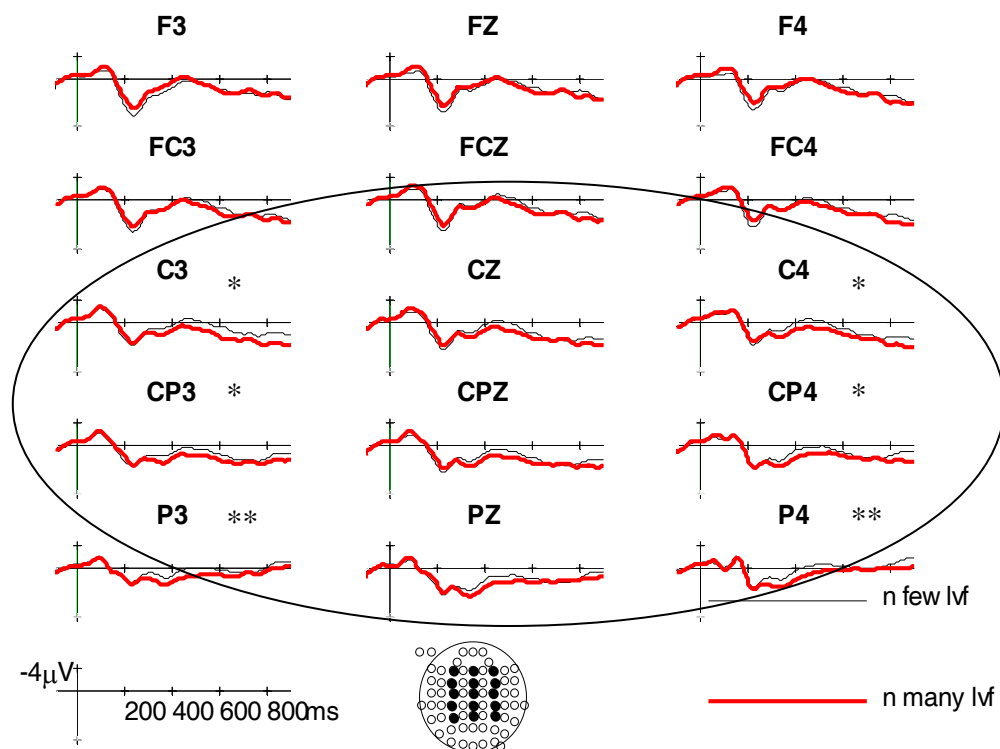 F3 FZ F4
FC3 FCZ FC4
C3 * CZ C4 *
CP3 * CPZ CP4 *
P3 ** PZ P4 **
n few lvf
-4µV
200 400 600 800ms
n many lvf